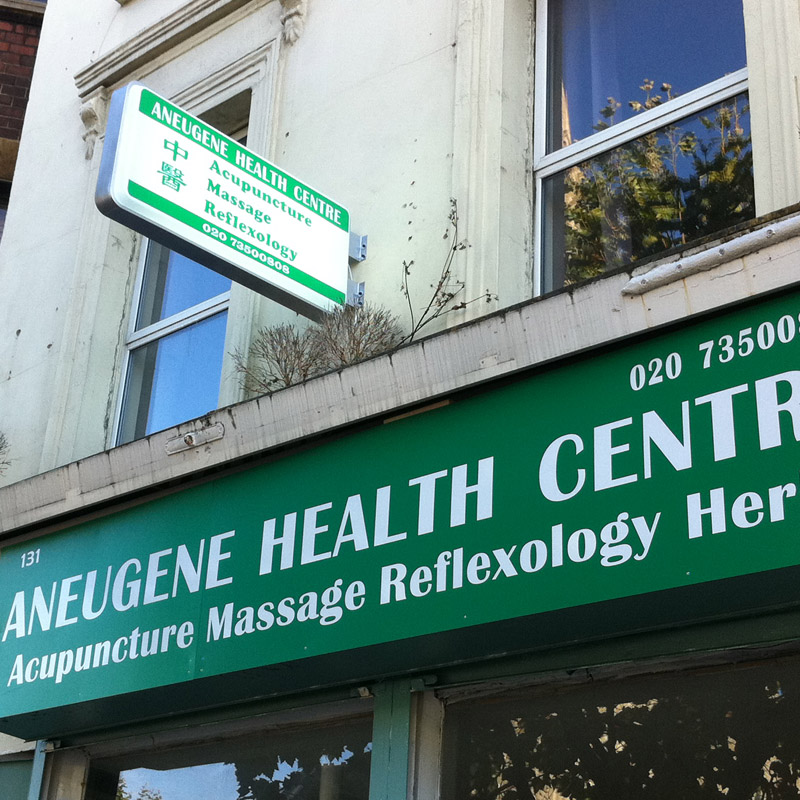 ANEUGENE HEALTH CENTRE
中醫
Acupuncture
Massage
Reflexology
020 73500808
020 73500
131
ANEUGENE HEALTH CENTR
Acupuncture Massage Reflexology Her